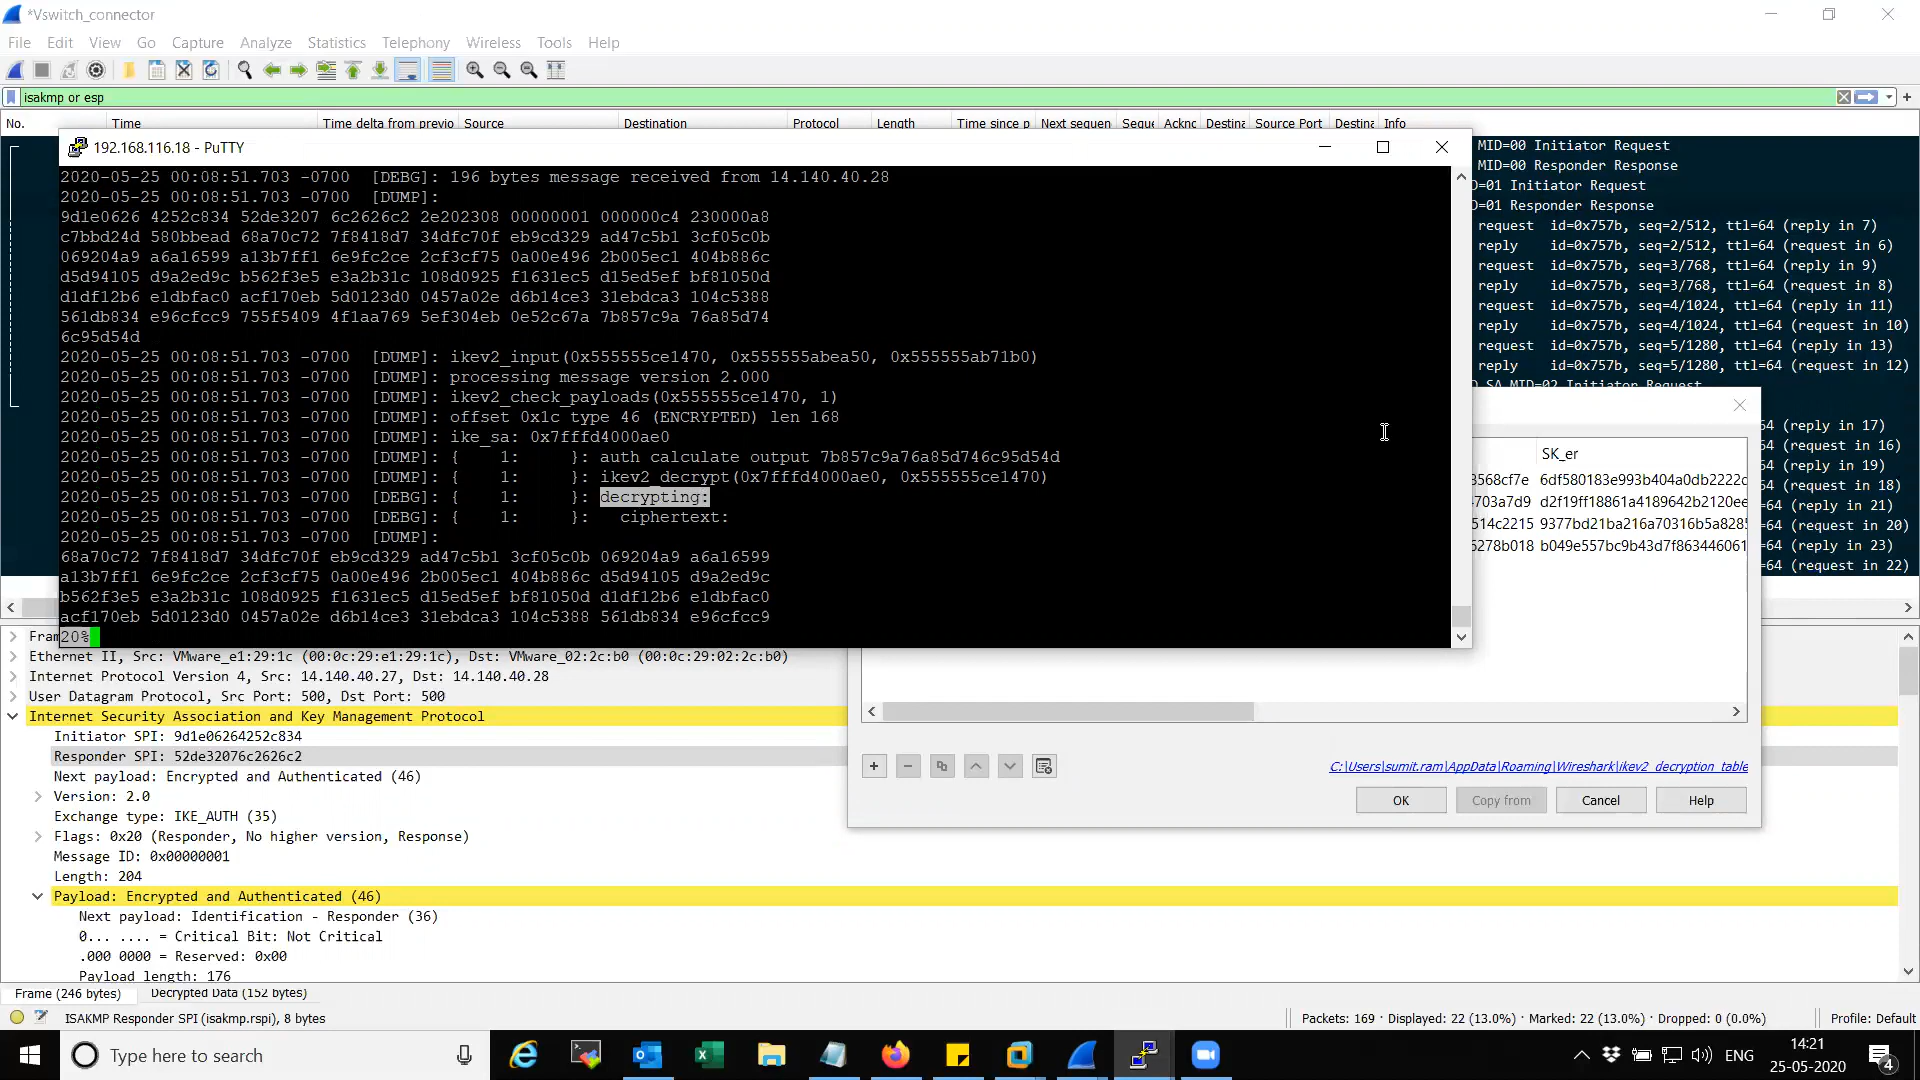 *Vswitch_connector
File Edit View Go Capture Analyze Statistics Telephony Wireless Tools Help
isakmp or esp
No. Time Time delta from previo Source Destination Protocol Length Time since p Next sequen Seque Ackno Destina Source Port Destina Info
192.168.116.18 - PuTTY
2020-05-25 00:08:51.703 -0700 [DEBG]: 196 bytes message received from 14.140.40.28
2020-05-25 00:08:51.703 -0700 [DUMP]:
9d1e0626 4252c834 52de3207 6c2626c2 2e202308 00000001 000000c4 230000a8
c7bbd24d 580bbead 68a70c72 7f8418d7 34dfc70f eb9cd329 ad47c5b1 3cf05c0b
069204a9 a6a16599 a13b7ff1 6e9fc2ce 2cf3cf75 0a00e496 2b005ec1 404b886c
d5d94105 d9a2ed9c b562f3e5 e3a2b31c 108d0925 f1631ec5 d15ed5ef bf81050d
d1df12b6 e1dbfac0 acf170eb 5d0123d0 0457a02e d6b14ce3 31ebdca3 104c5388
561db834 e96cfcc9 755f5409 4f1aa769 5ef304eb 0e52c67a 7b857c9a 76a85d74
6c95d54d
2020-05-25 00:08:51.703 -0700 [DUMP]: ikev2_input(0x555555ce1470, 0x555555abea50, 0x555555ab71b0)
2020-05-25 00:08:51.703 -0700 [DUMP]: processing message version 2.000
2020-05-25 00:08:51.703 -0700 [DUMP]: ikev2_check_payloads(0x555555ce1470, 1)
2020-05-25 00:08:51.703 -0700 [DUMP]: offset 0x1c type 46 (ENCRYPTED) len 168
2020-05-25 00:08:51.703 -0700 [DUMP]: ike_sa: 0x7fffd4000ae0
2020-05-25 00:08:51.703 -0700 [DUMP]: { 1: }: auth calculate output 7b857c9a76a85d746c95d54d
2020-05-25 00:08:51.703 -0700 [DUMP]: { 1: }: ikev2_decrypt(0x7fffd4000ae0, 0x555555ce1470)
2020-05-25 00:08:51.703 -0700 [DEBG]: { 1: }: decrypting:
2020-05-25 00:08:51.703 -0700 [DEBG]: { 1: }: ciphertext:
2020-05-25 00:08:51.703 -0700 [DUMP]:
68a70c72 7f8418d7 34dfc70f eb9cd329 ad47c5b1 3cf05c0b 069204a9 a6a16599
a13b7ff1 6e9fc2ce 2cf3cf75 0a00e496 2b005ec1 404b886c d5d94105 d9a2ed9c
b562f3e5 e3a2b31c 108d0925 f1631ec5 d15ed5ef bf81050d d1df12b6 e1dbfac0
acf170eb 5d0123d0 0457a02e d6b14ce3 31ebdca3 104c5388 561db834 e96cfcc9
20%
MID=00 Initiator Request
MID=00 Responder Response
D=01 Initiator Request
D=01 Responder Response
request id=0x757b, seq=2/512, ttl=64 (reply in 7)
reply id=0x757b, seq=2/512, ttl=64 (request in 6)
request id=0x757b, seq=3/768, ttl=64 (reply in 9)
reply id=0x757b, seq=3/768, ttl=64 (request in 8)
request id=0x757b, seq=4/1024, ttl=64 (reply in 11)
reply id=0x757b, seq=4/1024, ttl=64 (request in 10)
request id=0x757b, seq=5/1280, ttl=64 (reply in 13)
reply id=0x757b, seq=5/1280, ttl=64 (request in 12)
D_SA MID=02 Initiator Request
=64 (reply in 17)
=64 (request in 16)
=64 (reply in 19)
=64 (request in 18)
=64 (reply in 21)
=64 (request in 20)
=64 (reply in 23)
=64 (request in 22)
SK_er
3568cf7e 6df580183e993b404a0db2222c
4703a7d9 d2f19ff18861a4189642b2120ee
514c2215 9377bd21ba216a70316b5a828
6278b018 b049e557bc9b43d7f863446061
C:\Users\sumit.ram\AppData\Roaming\Wireshark\ikev2_decryption_table
OK Copy from Cancel Help
Fram
Ethernet II, Src: VMware_e1:29:1c (00:0c:29:e1:29:1c), Dst: VMware_02:2c:b0 (00:0c:29:02:2c:b0)
Internet Protocol Version 4, Src: 14.140.40.27, Dst: 14.140.40.28
User Datagram Protocol, Src Port: 500, Dst Port: 500
Internet Security Association and Key Management Protocol
Initiator SPI: 9d1e06264252c834
Responder SPI: 52de32076c2626c2
Next payload: Encrypted and Authenticated (46)
Version: 2.0
Exchange type: IKE_AUTH (35)
Flags: 0x20 (Responder, No higher version, Response)
Message ID: 0x00000001
Length: 204
Payload: Encrypted and Authenticated (46)
Next payload: Identification - Responder (36)
0... .... = Critical Bit: Not Critical
.000 0000 = Reserved: 0x00
Payload length: 176
Frame (246 bytes) Decrypted Data (152 bytes)
ISAKMP Responder SPI (isakmp.rspi), 8 bytes
Packets: 169 · Displayed: 22 (13.0%) · Marked: 22 (13.0%) · Dropped: 0 (0.0%)
Profile: Default
Type here to search
ENG
14:21
25-05-2020
4